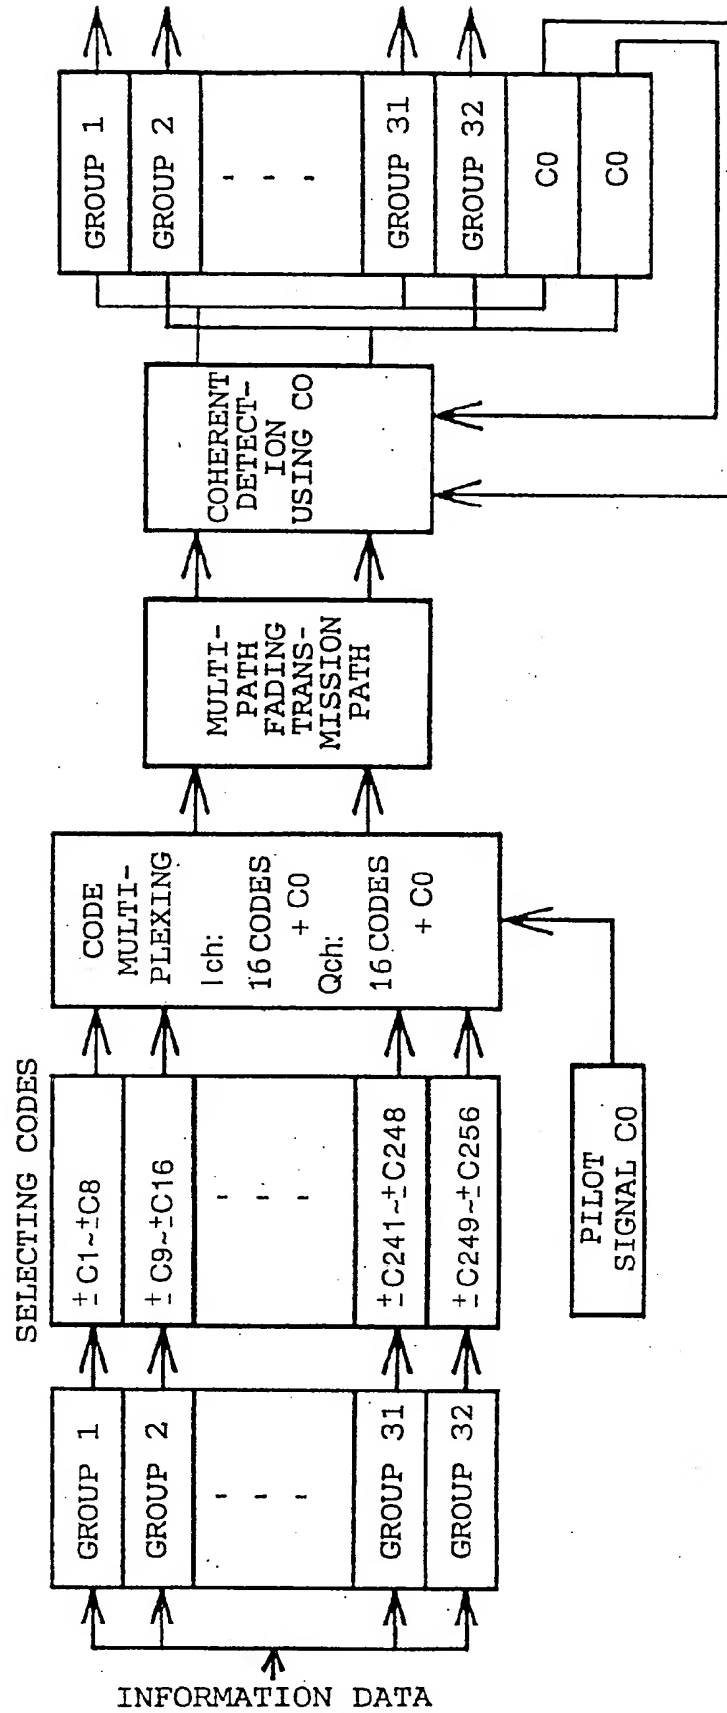 INFORMATION DATA
GROUP 1
GROUP 2
- - -
GROUP 31
GROUP 32
SELECTING CODES
±C1~±C8
±C9~±C16
- - -
±C241~±C248
±C249~±C256
PILOT
SIGNAL C0
CODE
MULTI-
PLEXING
Ich:
16 CODES
+ C0
Qch:
16 CODES
+ C0
MULTI-
PATH
FADING
TRANS-
MISSION
PATH
COHERENT
DETECT-
ION
USING C0
GROUP 1
GROUP 2
- - -
GROUP 31
GROUP 32
C0
C0